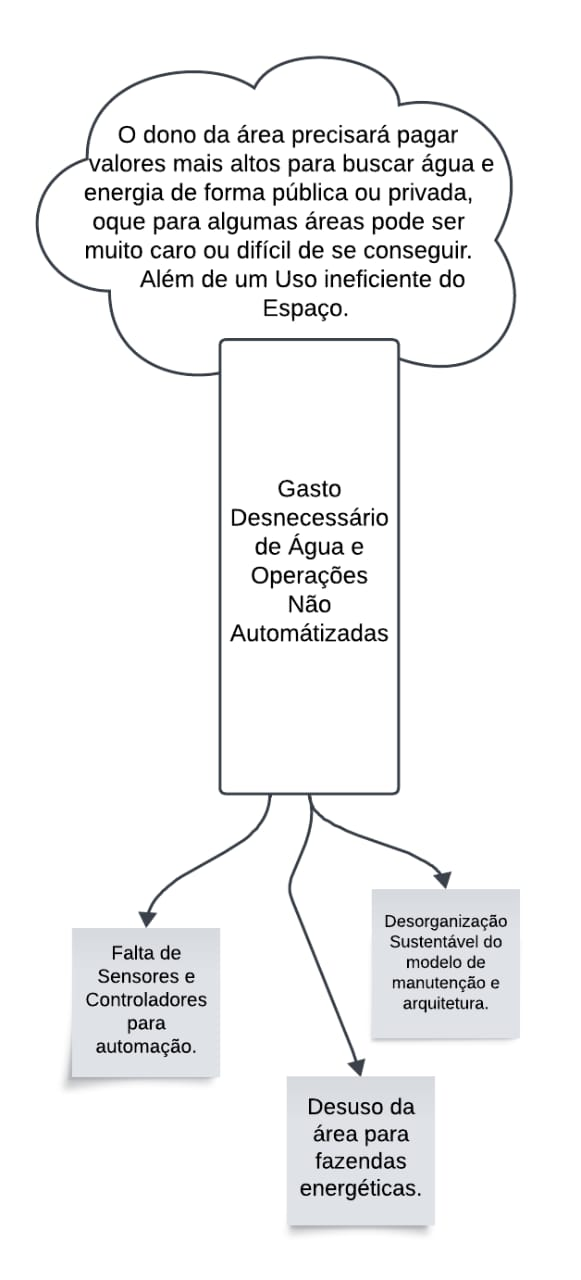 O dono da área precisará pagar
valores mais altos para buscar água e
energia de forma pública ou privada,
oque para algumas áreas pode ser
muito caro ou difícil de se conseguir.
Além de um Uso ineficiente do
Espaço.
Gasto
Desnecessário
de Água e
Operações
Não
Automátizadas
Falta de
Sensores e
Controladores
para
automação.
Desuso da
área para
fazendas
energéticas.
Desorganização
Sustentável do
modelo de
manutenção e
arquitetura.